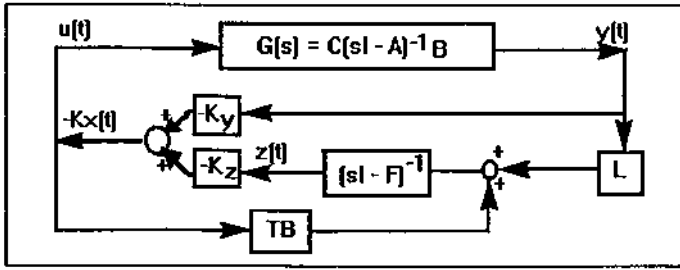 u(t)
G(s) = C(sI - A)⁻¹B
y(t)
+
-Ky
-Kx(t)
+
-Kz
z(t)
(sI - F)⁻¹
+
+
L
TB